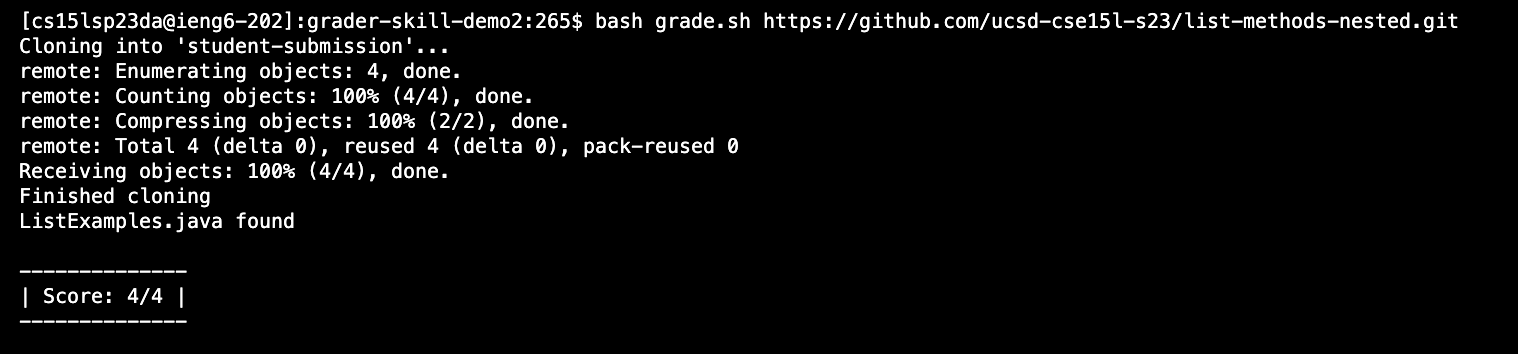 [cs15lsp23da@ieng6-202]:grader-skill-demo2:265$ bash grade.sh https://github.com/ucsd-cse15l-s23/list-methods-nested.git
Cloning into 'student-submission'...
remote: Enumerating objects: 4, done.
remote: Counting objects: 100% (4/4), done.
remote: Compressing objects: 100% (2/2), done.
remote: Total 4 (delta 0), reused 4 (delta 0), pack-reused 0
Receiving objects: 100% (4/4), done.
Finished cloning
ListExamples.java found
--------------
| Score: 4/4 |
--------------